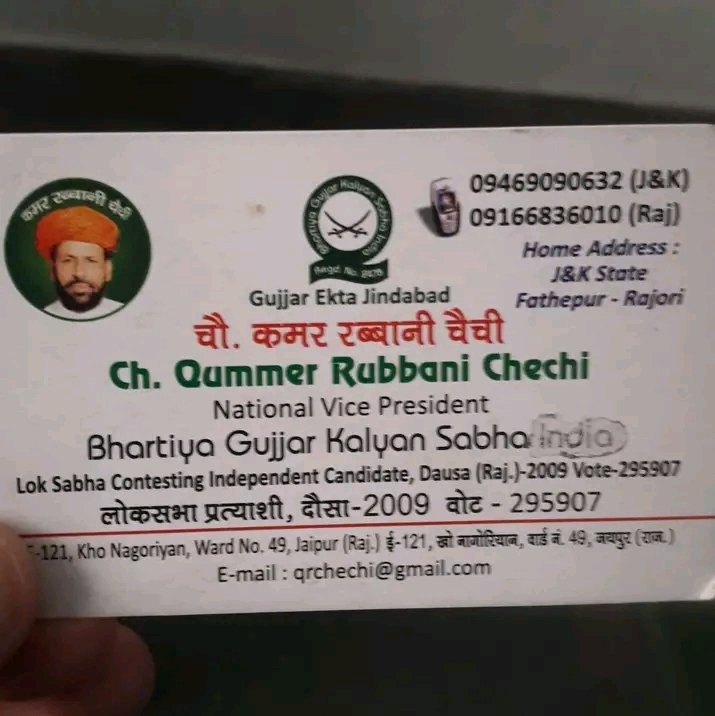 कमर रब्बानी चैची
Bhartiya Gujjar Kalyan Sabha India
Regd. No.
Gujjar Ekta Jindabad
09469090632 (J&K)
09166836010 (Raj)
Home Address :
J&K State
Fathepur - Rajori
चौ. कमर रब्बानी चैची
Ch. Qummer Rubbani Chechi
National Vice President
Bhartiya Gujjar Kalyan Sabha India
Lok Sabha Contesting Independent Candidate, Dausa (Raj.)-2009 Vote-295907
लोकसभा प्रत्याशी, दौसा-2009 वोट - 295907
-121, Kho Nagoriyan, Ward No. 49, Jaipur (Raj.) ई-121, खो नागोरियान, वार्ड नं. 49, जयपुर (राज.)
E-mail : qrchechi@gmail.com